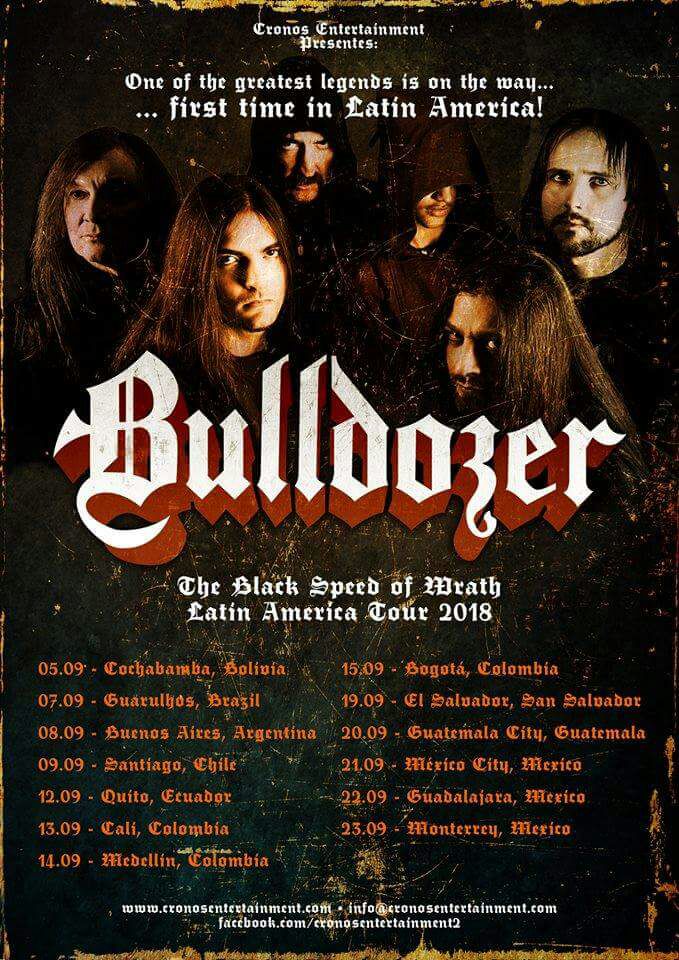 Cronos Entertainment
Presentes:
One of the greatest legends is on the way...
... first time in Latin America!
Bulldozer
The Black Speed of Wrath
Latin America Tour 2018
05.09 - Cochabamba, Bolivia
07.09 - Guarulhos, Brazil
08.09 - Buenos Aires, Argentina
09.09 - Santiago, Chile
12.09 - Quito, Ecuador
13.09 - Cali, Colombia
14.09 - Medellin, Colombia
15.09 - Bogotá, Colombia
19.09 - El Salvador, San Salvador
20.09 - Guatemala City, Guatemala
21.09 - México City, Mexico
22.09 - Guadalajara, Mexico
23.09 - Monterrey, Mexico
www.cronosentertainment.com • info@cronosentertainment.com
facebook.com/cronosentertainment2